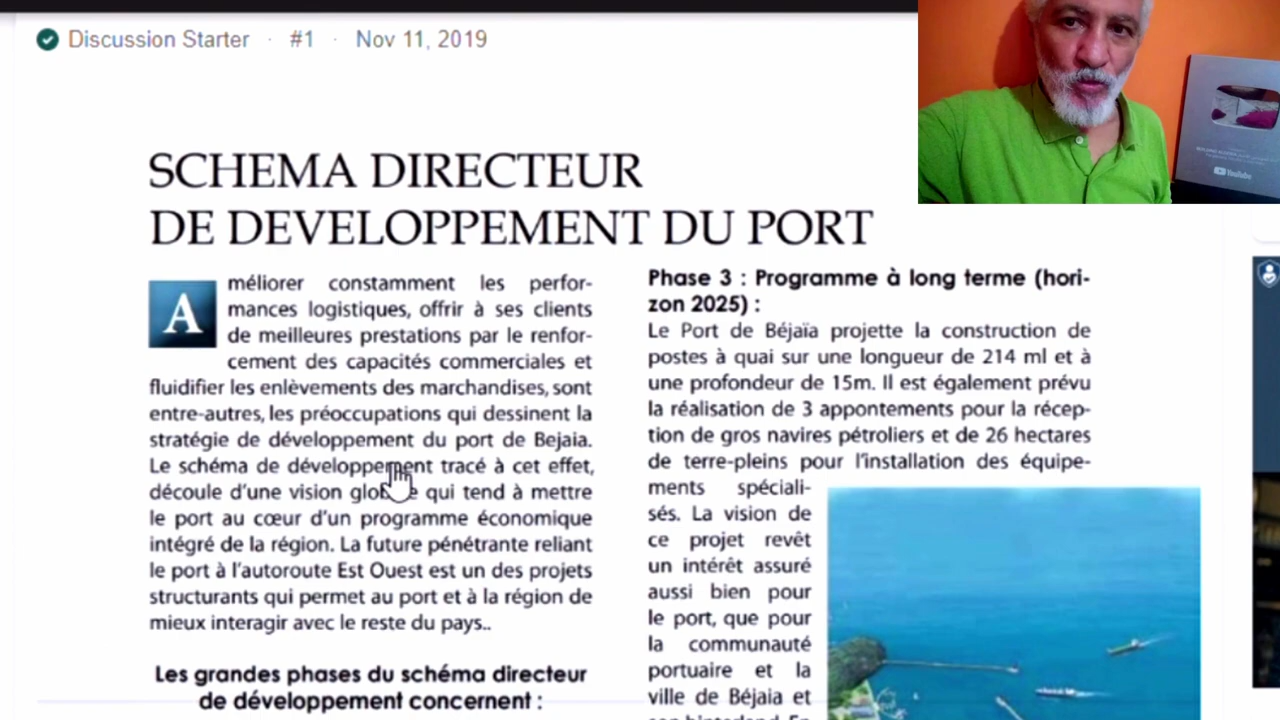 Discussion Starter · #1 · Nov 11, 2019
SCHEMA DIRECTEUR
DE DEVELOPPEMENT DU PORT
Améliorer constamment les perfor-
mances logistiques, offrir à ses clients
de meilleures prestations par le renfor-
cement des capacités commerciales et
fluidifier les enlèvements des marchandises, sont
entre-autres, les préoccupations qui dessinent la
stratégie de développement du port de Bejaia.
Le schéma de développement tracé à cet effet,
découle d'une vision globale qui tend à mettre
le port au cœur d'un programme économique
intégré de la région. La future pénétrante reliant
le port à l'autoroute Est Ouest est un des projets
structurants qui permet au port et à la région de
mieux interagir avec le reste du pays..
Les grandes phases du schéma directeur
de développement concernent :
Phase 3 : Programme à long terme (hori-
zon 2025) :
Le Port de Béjaïa projette la construction de
postes à quai sur une longueur de 214 ml et à
une profondeur de 15m. Il est également prévu
la réalisation de 3 appontements pour la récep-
tion de gros navires pétroliers et de 26 hectares
de terre-pleins pour l'installation des équipe-
ments spéciali-
sés. La vision de
ce projet revêt
un intérêt assuré
aussi bien pour
le port, que pour
la communauté
portuaire et la
ville de Béjaia et
YouTube